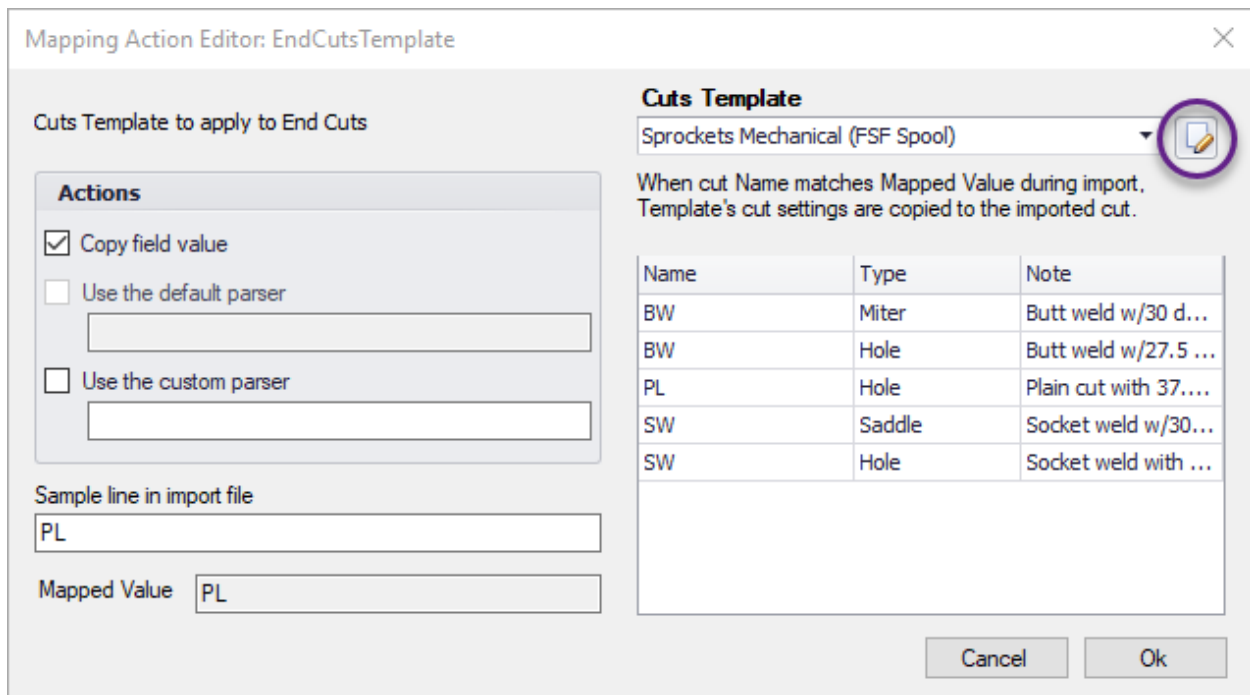 Mapping Action Editor: EndCutsTemplate
Cuts Template to apply to End Cuts
Actions
Copy field value
Use the default parser
Use the custom parser
Sample line in import file
PL
Mapped Value PL
Cuts Template
Sprockets Mechanical (FSF Spool)
When cut Name matches Mapped Value during import,
Template's cut settings are copied to the imported cut.
Name Type Note
BW Miter Butt weld w/30 d...
BW Hole Butt weld w/27.5 ...
PL Hole Plain cut with 37....
SW Saddle Socket weld w/30...
SW Hole Socket weld with ...
Cancel Ok